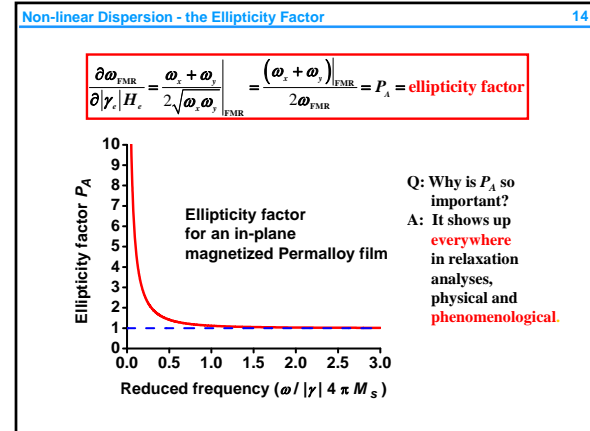 Non-linear Dispersion - the Ellipticity Factor 14
∂ω_FMR / ∂|γ_e|H_e = (ω_x + ω_y) / 2√(ω_x ω_y) |_FMR = (ω_x + ω_y)|_FMR / 2ω_FMR = P_A = ellipticity factor
10
9
8
7
6
5
4
3
2
1
0
Ellipticity factor P_A
Ellipticity factor
for an in-plane
magnetized Permalloy film
0.0 0.5 1.0 1.5 2.0 2.5 3.0
Reduced frequency (ω / |γ| 4 π M_s )
Q: Why is P_A so
important?
A: It shows up
everywhere
in relaxation
analyses,
physical and
phenomenological.